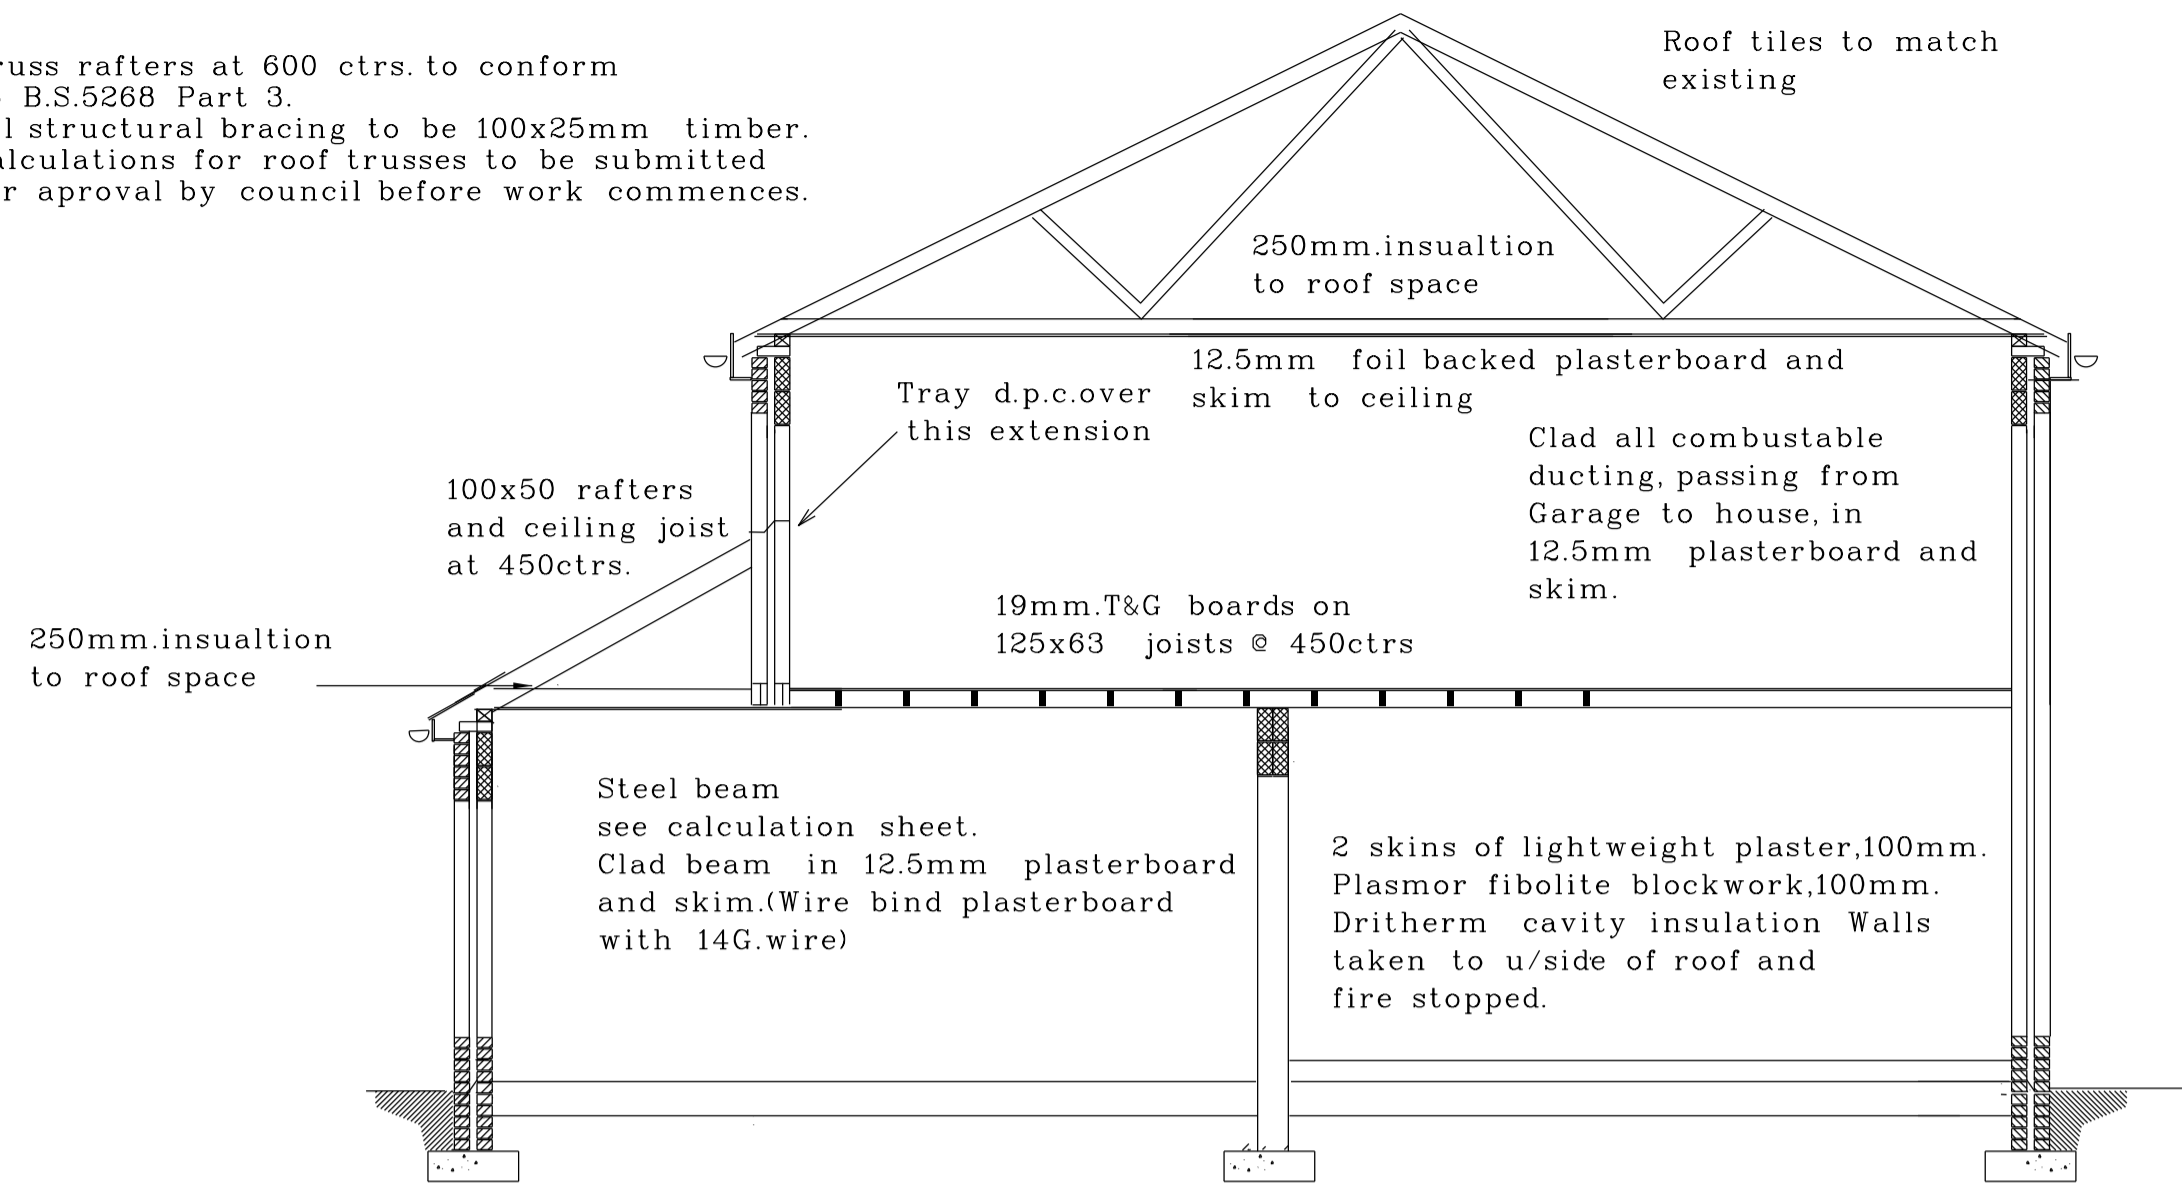 russ rafters at 600 ctrs. to conform
B.S.5268 Part 3.
l structural bracing to be 100x25mm timber.
alculations for roof trusses to be submitted
r aproval by council before work commences.
Roof tiles to match
existing
250mm.insualtion
to roof space
12.5mm foil backed plasterboard and
skim to ceiling
Tray d.p.c.over
this extension
Clad all combustable
ducting, passing from
Garage to house, in
12.5mm plasterboard and
skim.
100x50 rafters
and ceiling joist
at 450ctrs.
19mm.T&G boards on
125x63 joists @ 450ctrs
250mm.insualtion
to roof space
Steel beam
see calculation sheet.
Clad beam in 12.5mm plasterboard
and skim.(Wire bind plasterboard
with 14G.wire)
2 skins of lightweight plaster,100mm.
Plasmor fibolite blockwork,100mm.
Dritherm cavity insulation Walls
taken to u/side of roof and
fire stopped.